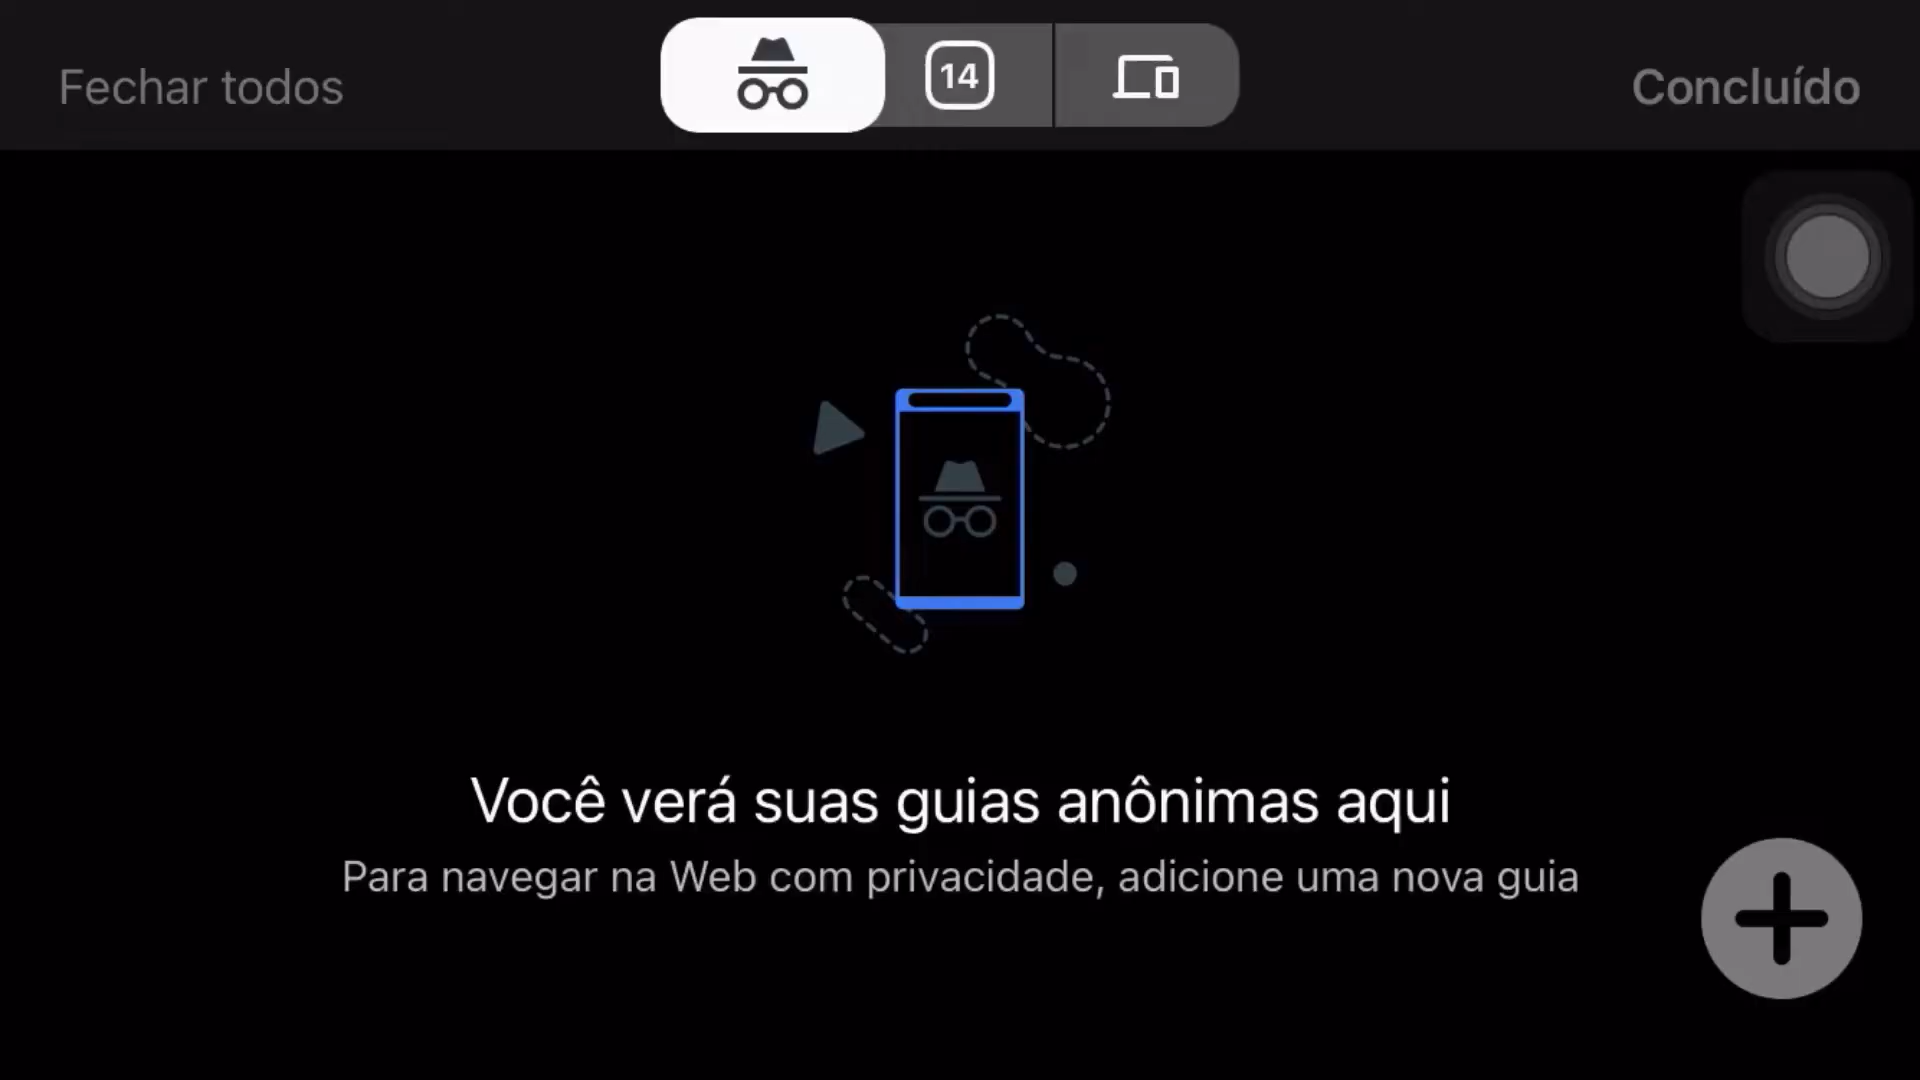 Fechar todos
14
Concluído
Você verá suas guias anônimas aqui
Para navegar na Web com privacidade, adicione uma nova guia